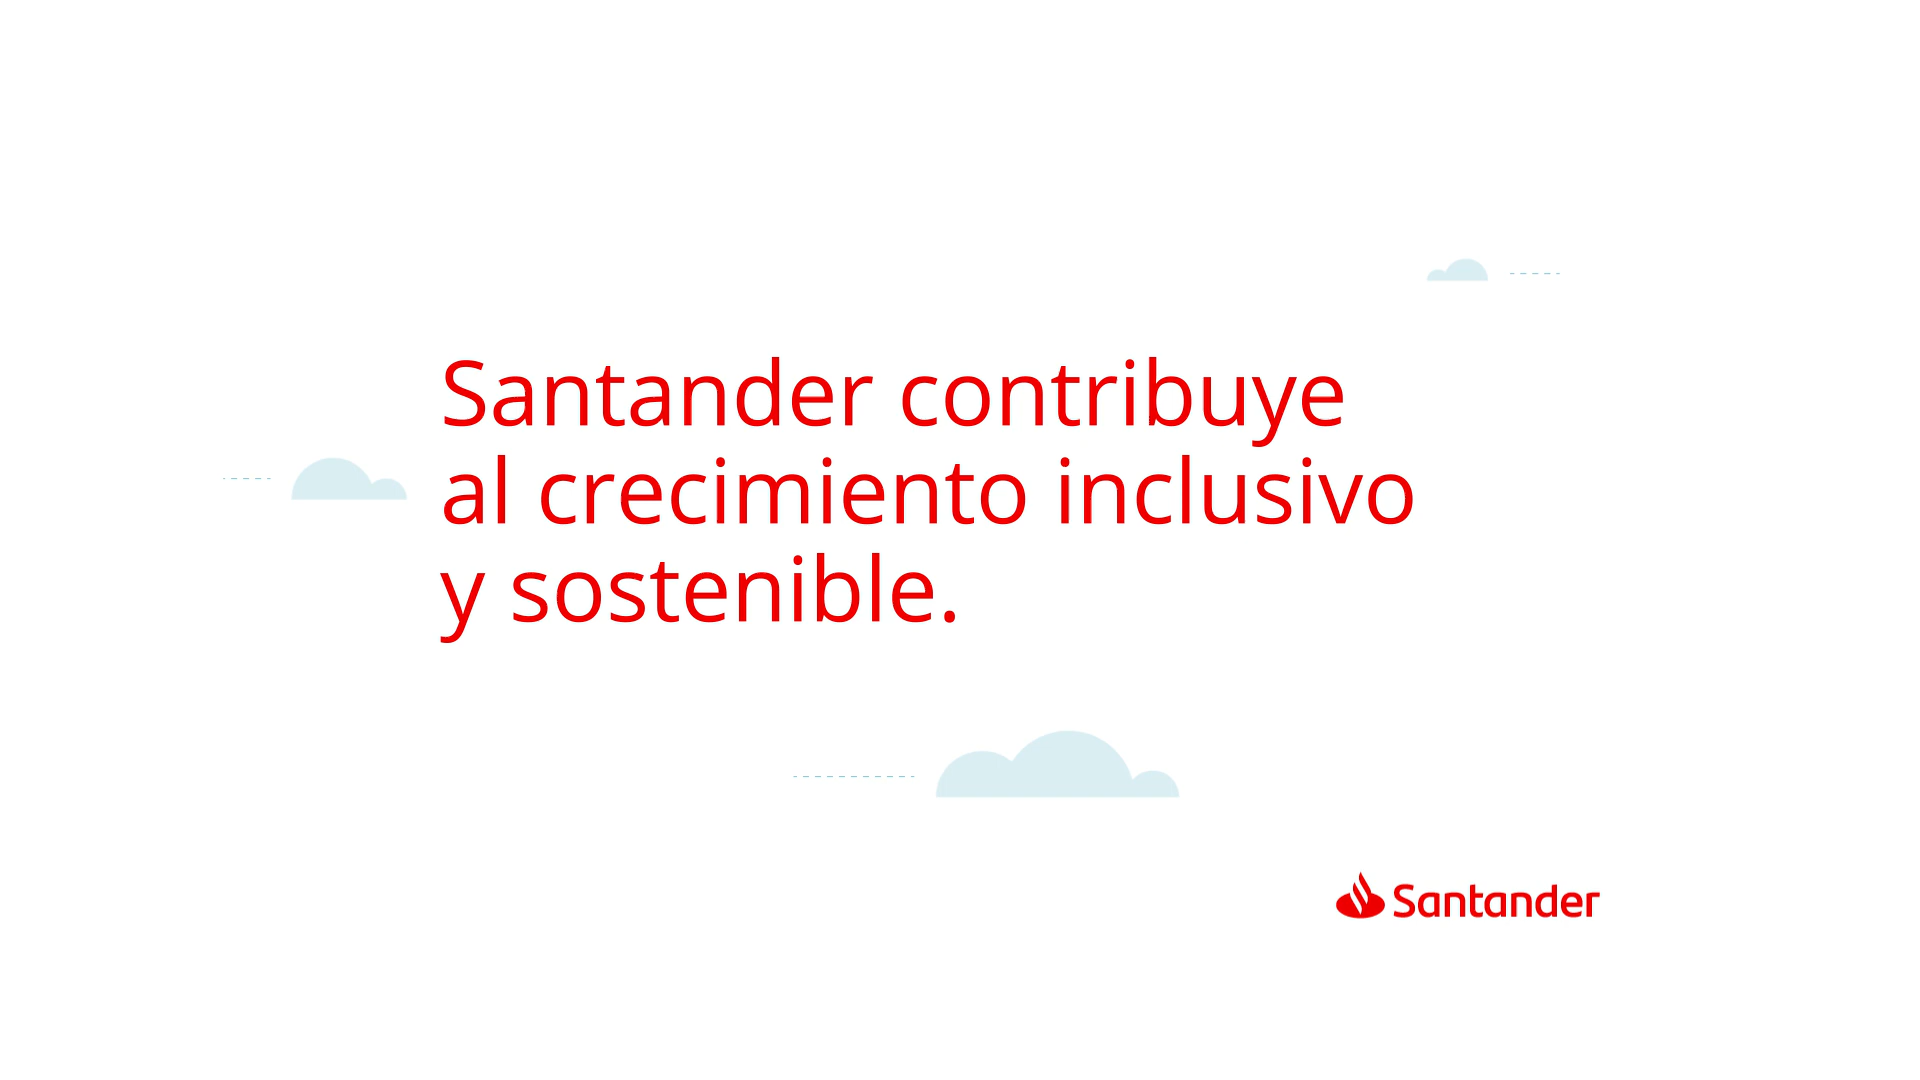 Santander contribuye
al crecimiento inclusivo
y sostenible.
Santander